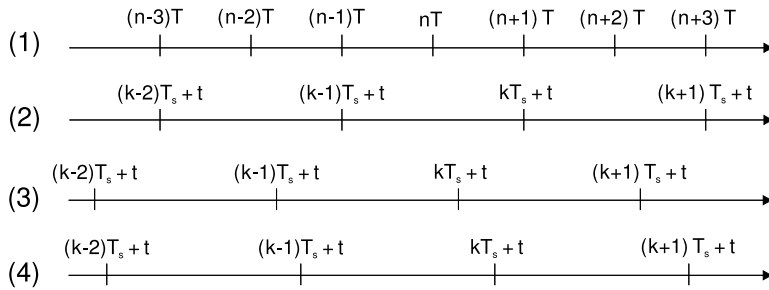 (1) (n-3)T (n-2)T (n-1)T nT (n+1) T (n+2) T (n+3) T
(2) (k-2)Tₛ + t (k-1)Tₛ + t kTₛ + t (k+1) Tₛ + t
(3) (k-2)Tₛ + t (k-1)Tₛ + t kTₛ + t (k+1) Tₛ + t
(4) (k-2)Tₛ + t (k-1)Tₛ + t kTₛ + t (k+1) Tₛ + t